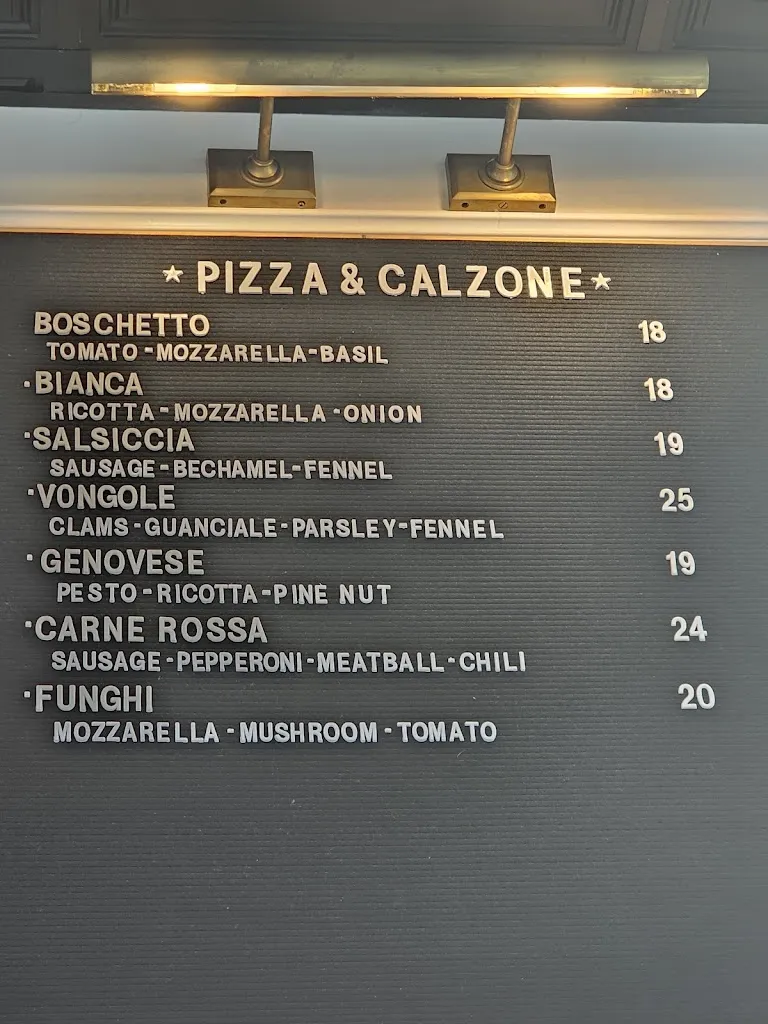 ★ PIZZA & CALZONE ★
BOSCHETTO 18
TOMATO - MOZZARELLA - BASIL
· BIANCA 18
RICOTTA - MOZZARELLA - ONION
· SALSICCIA 19
SAUSAGE - BECHAMEL - FENNEL
· VONGOLE 25
CLAMS - GUANCIALE - PARSLEY - FENNEL
· GENOVESE 19
PESTO - RICOTTA - PINE NUT
· CARNE ROSSA 24
SAUSAGE - PEPPERONI - MEATBALL - CHILI
· FUNGHI 20
MOZZARELLA - MUSHROOM - TOMATO